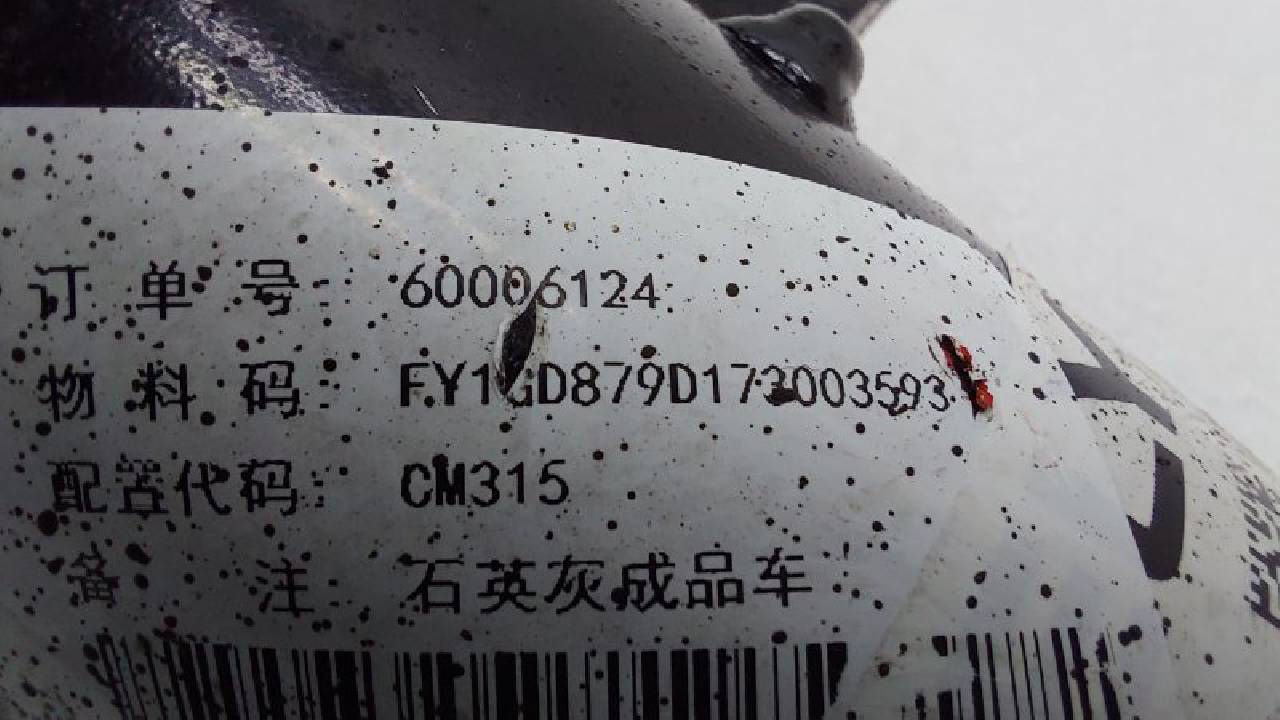 订单号: 60006124
物料码: FY1GD879D173003593
配置代码: CM315
备注: 石英灰成品车